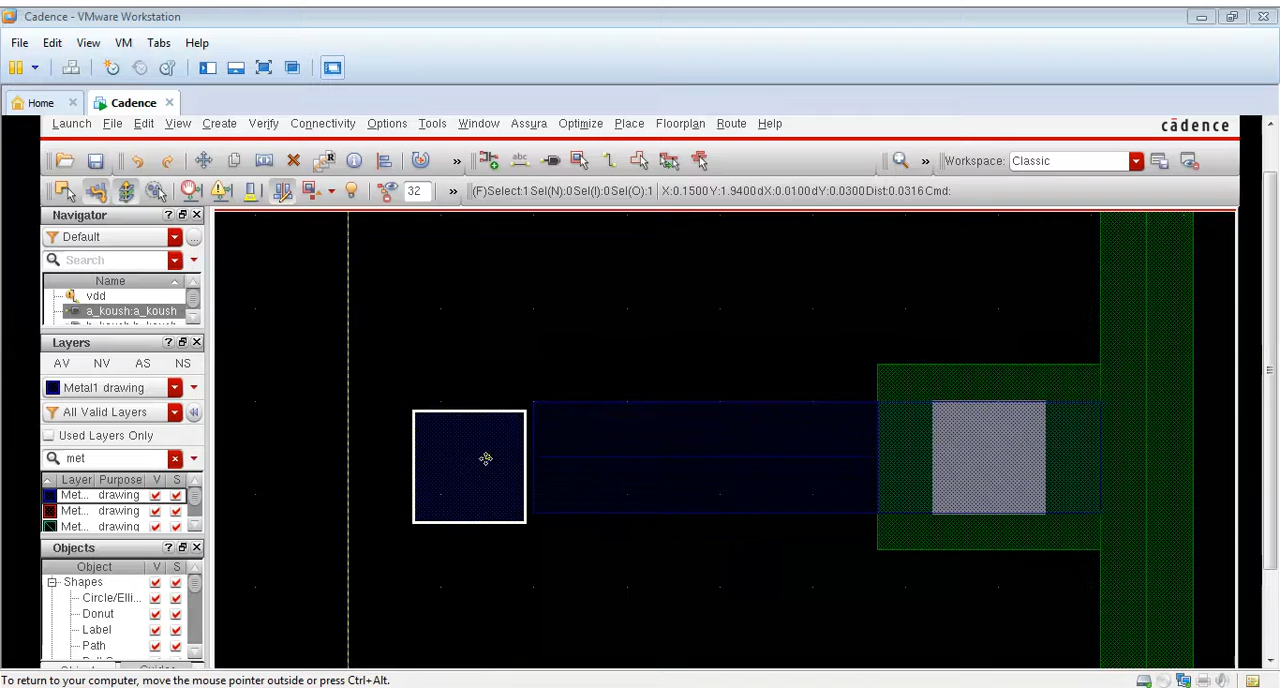 Cadence - VMware Workstation
File Edit View VM Tabs Help
Home Cadence
Launch File Edit View Create Verify Connectivity Options Tools Window Assura Optimize Place Floorplan Route Help
cādence
R » abc » Workspace: Classic
32 » (F)Select:1 Sel(N):0 Sel(I):0 Sel(O):1 X:0.1500 Y:1.9400 dX:0.0100 dY:0.0000 Dist:0.0316 Cmd:
Navigator ?
Default ...
Search
Name
vdd
a_koush:a_koush
Layers ?
AV NV AS NS
Metal1 drawing
All Valid Layers
Used Layers Only
met
Layer Purpose V S
Met... drawing
Met... drawing
Met... drawing
Objects ?
Object V S
Shapes
Circle/Elli...
Donut
Label
Path
To return to your computer, move the mouse pointer outside or press Ctrl+Alt.